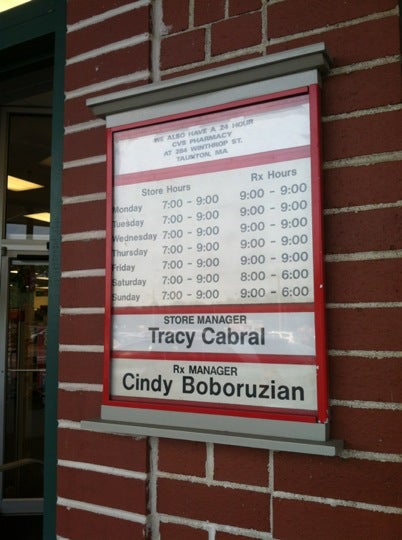 WE ALSO HAVE A 24 HOUR
CVS PHARMACY
AT 284 WINTHROP ST.
TAUNTON, MA
Store Hours Rx Hours
Monday 7:00 - 9:00 9:00 - 9:00
Tuesday 7:00 - 9:00 9:00 - 9:00
Wednesday 7:00 - 9:00 9:00 - 9:00
Thursday 7:00 - 9:00 9:00 - 9:00
Friday 7:00 - 9:00 9:00 - 9:00
Saturday 7:00 - 9:00 8:00 - 6:00
Sunday 7:00 - 9:00 9:00 - 6:00
STORE MANAGER
Tracy Cabral
Rx MANAGER
Cindy Boboruzian